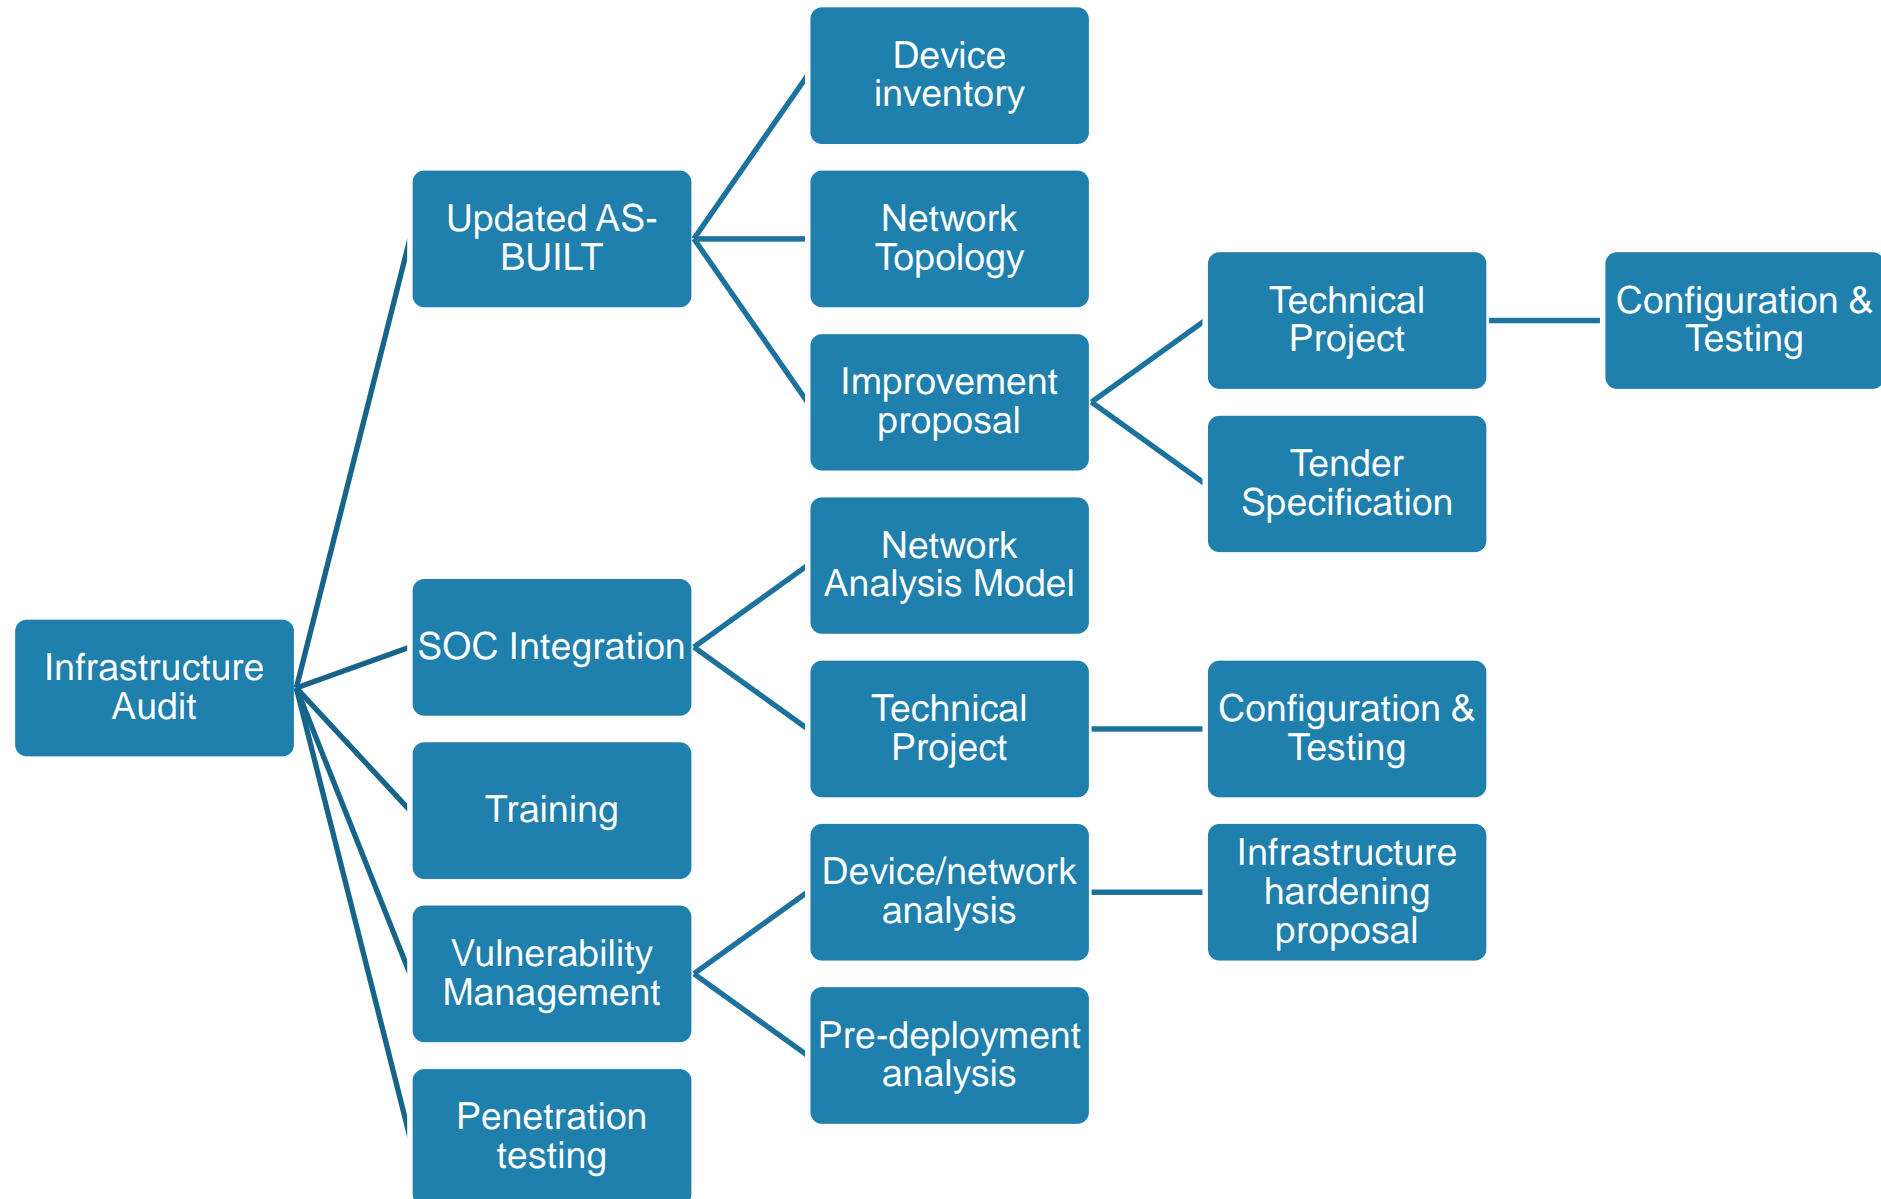 Infrastructure
Audit
Updated AS-
BUILT
Device
inventory
Network
Topology
Improvement
proposal
Technical
Project
Configuration &
Testing
Tender
Specification
SOC Integration
Network
Analysis Model
Technical
Project
Configuration &
Testing
Training
Vulnerability
Management
Device/network
analysis
Infrastructure
hardening
proposal
Pre-deployment
analysis
Penetration
testing